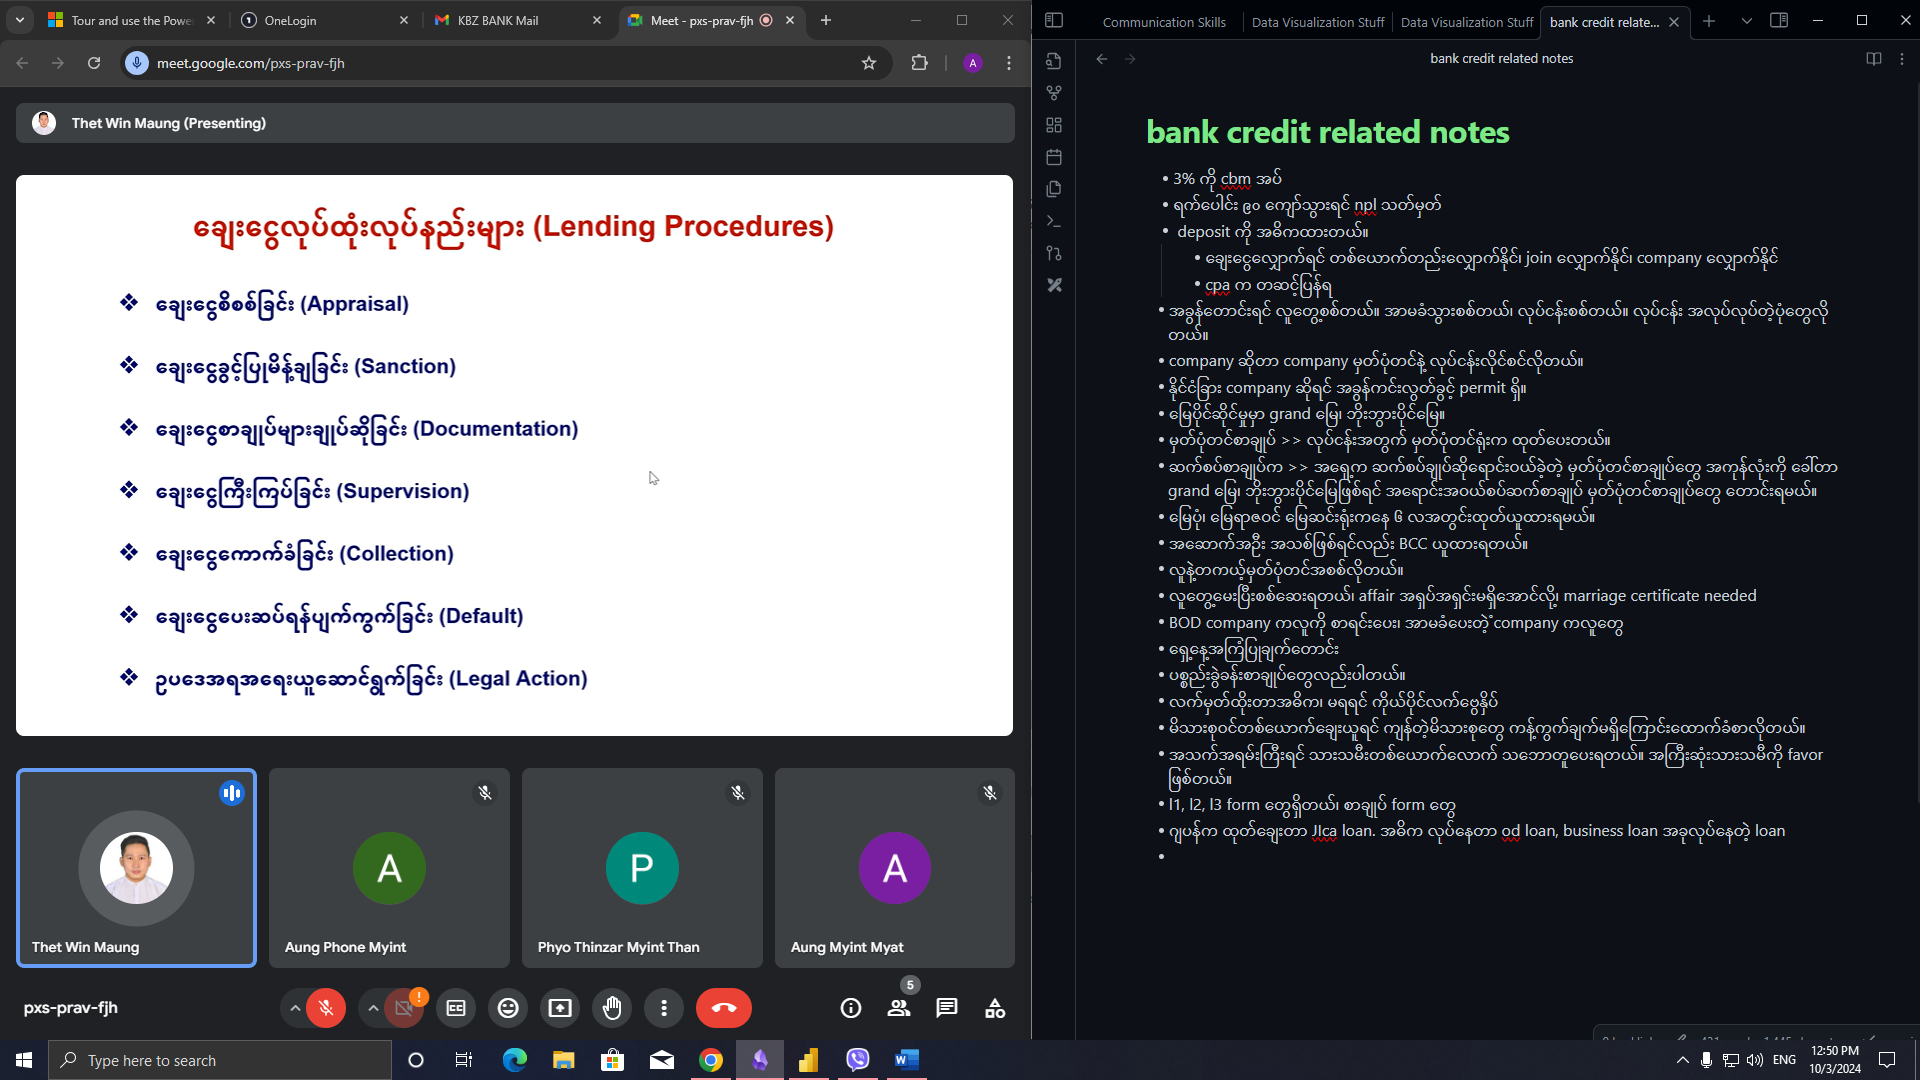 Tour and use the Powe
OneLogin
KBZ BANK Mail
Meet - pxs-prav-fjh
meet.google.com/pxs-prav-fjh
A
Thet Win Maung (Presenting)
ချေးငွေလုပ်ထုံးလုပ်နည်းများ (Lending Procedures)
❖ ချေးငွေစိစစ်ခြင်း (Appraisal)
❖ ချေးငွေခွင့်ပြုမိန့်ချခြင်း (Sanction)
❖ ချေးငွေစာချုပ်များချုပ်ဆိုခြင်း (Documentation)
❖ ချေးငွေကြီးကြပ်ခြင်း (Supervision)
❖ ချေးငွေကောက်ခံခြင်း (Collection)
❖ ချေးငွေပေးဆပ်ရန်ပျက်ကွက်ခြင်း (Default)
❖ ဥပဒေအရအရေးယူဆောင်ရွက်ခြင်း (Legal Action)
A
P
A
Thet Win Maung
Aung Phone Myint
Phyo Thinzar Myint Than
Aung Myint Myat
pxs-prav-fjh
5
Communication Skills
Data Visualization Stuff
Data Visualization Stuff
bank credit relate...
bank credit related notes
bank credit related notes
• 3% ကို cbm အပ်
• ရက်ပေါင်း ၉၀ ကျော်သွားရင် npl သတ်မှတ်
• deposit ကို အဓိကထားတယ်။
• ချေးငွေလျှောက်ရင် တစ်ယောက်တည်းလျှောက်နိုင်၊ join လျှောက်နိုင်၊ company လျှောက်နိုင်
• cpa က တဆင့်ပြန်ရ
• အခွန်တောင်းရင် လူတွေ့စစ်တယ်။ အာမခံသွားစစ်တယ်၊ လုပ်ငန်းစစ်တယ်။ လုပ်ငန်း အလုပ်လုပ်တဲ့ပုံတွေလို
တယ်။
• company ဆိုတာ company မှတ်ပုံတင်နဲ့ လုပ်ငန်းလိုင်စင်လိုတယ်။
• နိုင်ငံခြား company ဆိုရင် အခွန်ကင်းလွတ်ခွင့် permit ရှိ။
• မြေပိုင်ဆိုင်မှုမှာ grand မြေ၊ ဘိုးဘွားပိုင်မြေ။
• မှတ်ပုံတင်စာချုပ် >> လုပ်ငန်းအတွက် မှတ်ပုံတင်ရုံးက ထုတ်ပေးတယ်။
• ဆက်စပ်စာချုပ်က >> အရှေ့က ဆက်စပ်ချုပ်ဆိုရောင်းဝယ်ခဲ့တဲ့ မှတ်ပုံတင်စာချုပ်တွေ အကုန်လုံးကို ခေါ်တာ
grand မြေ၊ ဘိုးဘွားပိုင်မြေဖြစ်ရင် အရောင်းအဝယ်စပ်ဆက်စာချုပ် မှတ်ပုံတင်စာချုပ်တွေ တောင်းရမယ်။
• မြေပုံ၊ မြေရာဇဝင် မြေဆင်းရုံးကနေ ၆ လအတွင်းထုတ်ယူထားရမယ်။
• အဆောက်အဦး အသစ်ဖြစ်ရင်လည်း BCC ယူထားရတယ်။
• လူနဲ့တကယ့်မှတ်ပုံတင်အစစ်လိုတယ်။
• လူတွေ့မေးပြီးစစ်ဆေးရတယ်၊ affair အရှုပ်အရှင်းမရှိအောင်လို့၊ marriage certificate needed
• BOD company ကလူကို စာရင်းပေး၊ အာမခံပေးတဲ့ company ကလူတွေ
• ရှေ့နေ့အကြံပြုချက်တောင်း
• ပစ္စည်းခွဲခန်းစာချုပ်တွေလည်းပါတယ်။
• လက်မှတ်ထိုးတာအဓိက၊ မရရင် ကိုယ်ပိုင်လက်ဗွေနှိပ်
• မိသားစုဝင်တစ်ယောက်ချေးယူရင် ကျန်တဲ့မိသားစုတွေ ကန့်ကွက်ချက်မရှိကြောင်းထောက်ခံစာလိုတယ်။
• အသက်အရမ်းကြီးရင် သားသမီးတစ်ယောက်လောက် သဘောတူပေးရတယ်။ အကြီးဆုံးသားသမီကို favor
ဖြစ်တယ်။
• l1, l2, l3 form တွေရှိတယ်၊ စာချုပ် form တွေ
• ဂျပန်က ထုတ်ချေးတာ JIca loan. အဓိက လုပ်နေတာ od loan, business loan အခုလုပ်နေတဲ့ loan
Type here to search
ENG
12:50 PM
10/3/2024